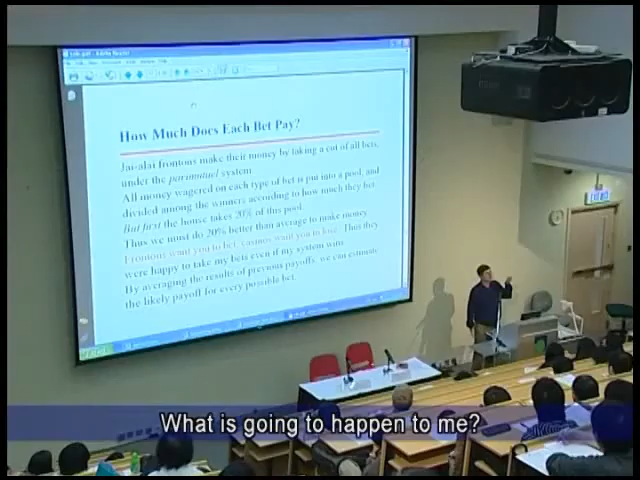 How Much Does Each Bet Pay?
Jai-alai frontons make their money by taking a cut of all bets,
under the parimutuel system.
All money wagered on each type of bet is put into a pool, and
divided among the winners according to how much they bet.
But first the house takes 20% of this pool.
Thus we must do 20% better than average to make money.
Frontons want you to bet, casinos want you to lose. Thus they
were happy to take my bets even if my system wins.
By averaging the results of previous payoffs, we can estimate
the likely payoff for every possible bet.
What is going to happen to me?